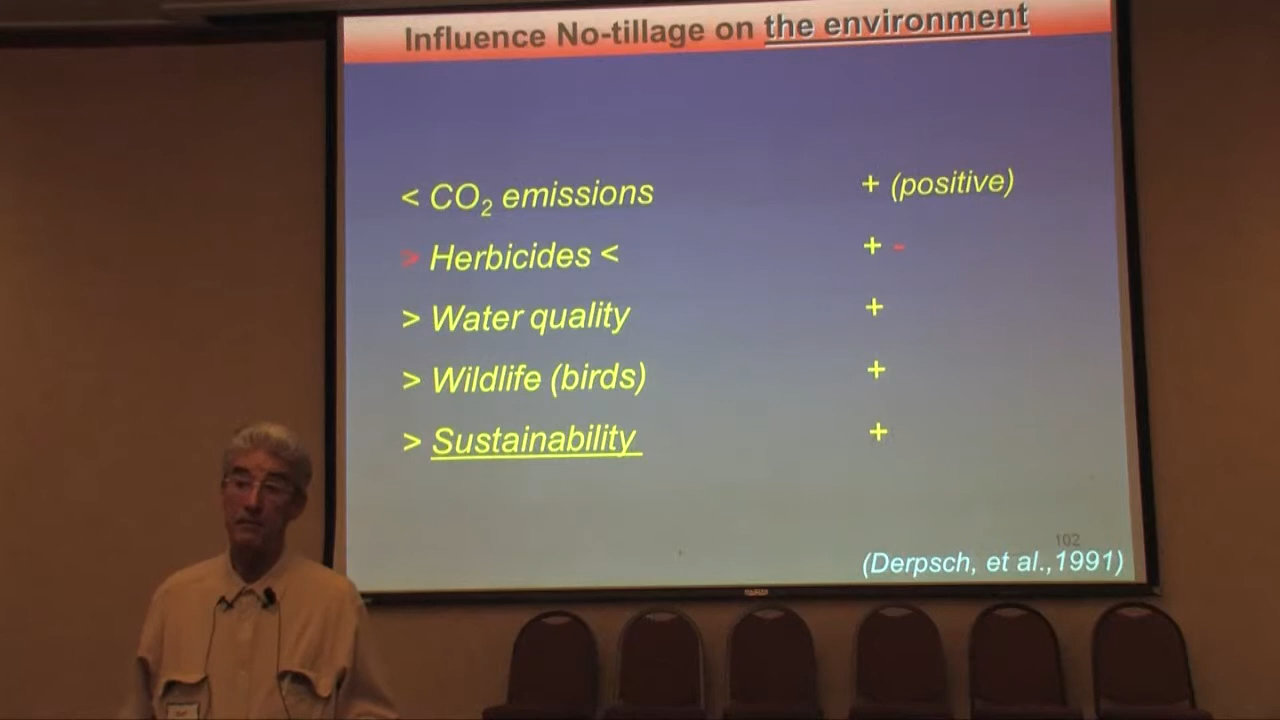 Influence No-tillage on the environment
< CO₂ emissions + (positive)
> Herbicides < + -
> Water quality +
> Wildlife (birds) +
> Sustainability +
102
(Derpsch, et al.,1991)